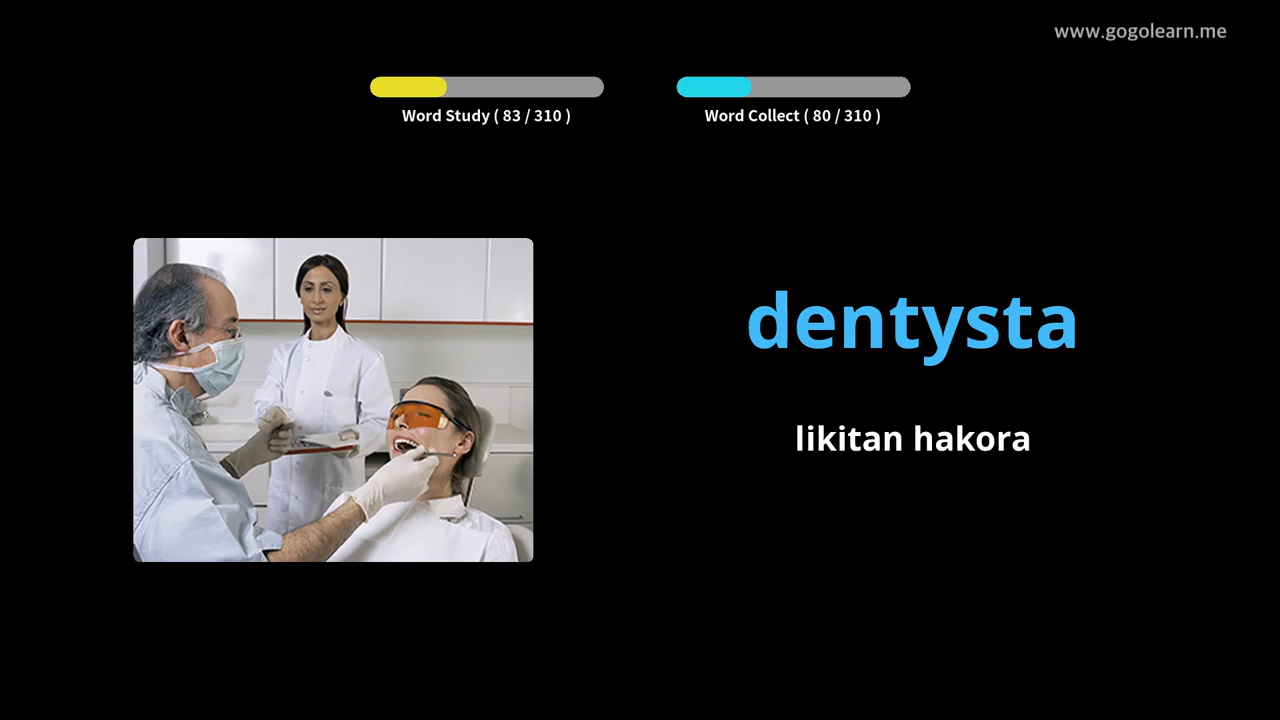 www.gogolearn.me
Word Study ( 83 / 310 )
Word Collect ( 80 / 310 )
dentysta
likitan hakora